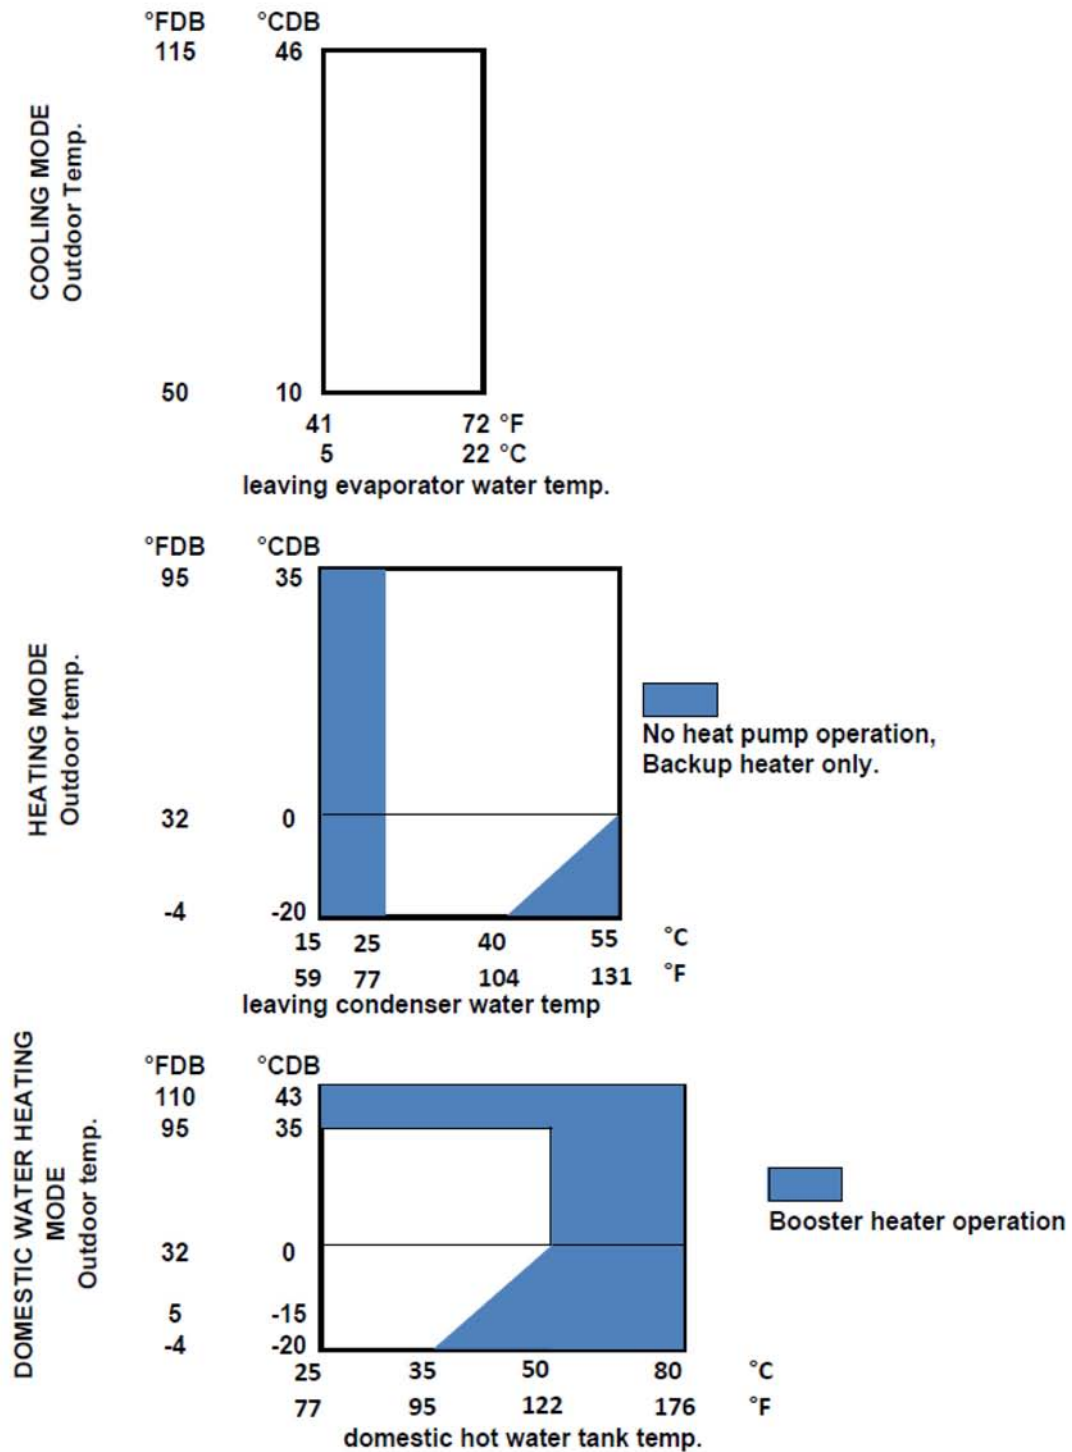 °FDB °CDB
115 46
COOLING MODE
Outdoor Temp.
50 10
41 72 °F
5 22 °C
leaving evaporator water temp.
°FDB °CDB
95 35
HEATING MODE
Outdoor temp.
No heat pump operation,
Backup heater only.
32 0
-4 -20
15 25 40 55 °C
59 77 104 131 °F
leaving condenser water temp
°FDB °CDB
110 43
95 35
DOMESTIC WATER HEATING
MODE
Outdoor temp.
Booster heater operation
32 0
5 -15
-4 -20
25 35 50 80 °C
77 95 122 176 °F
domestic hot water tank temp.